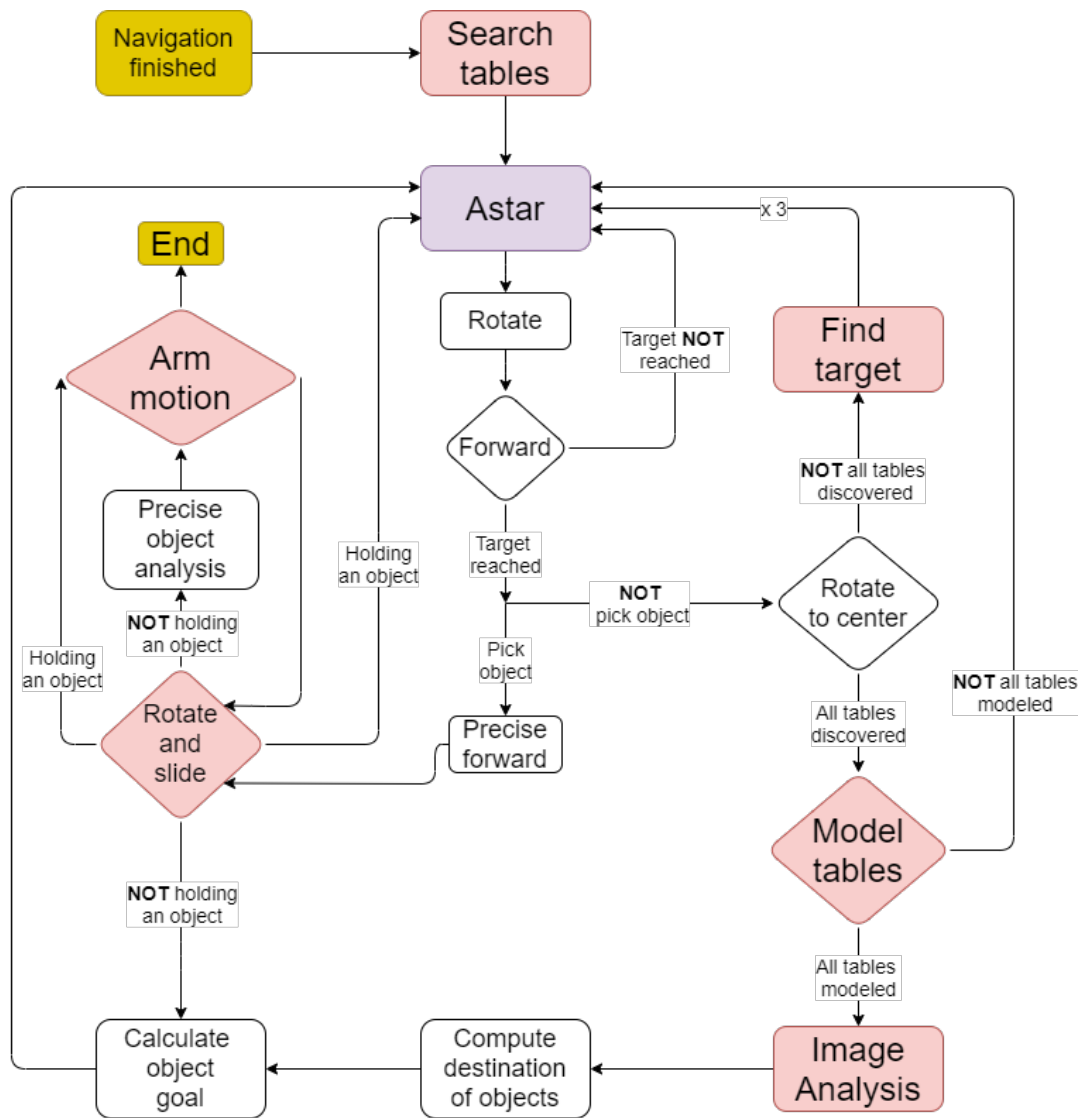 Navigation
finished
Search
tables
Astar
x 3
End
Rotate
Target NOT
reached
Find
target
Arm
motion
Forward
NOT all tables
discovered
Precise
object
analysis
Holding
an object
Target
reached
NOT
pick object
Rotate
to center
NOT holding
an object
Holding
an object
Pick
object
NOT all tables
modeled
Rotate
and
slide
Precise
forward
All tables
discovered
Model
tables
NOT holding
an object
All tables
modeled
Calculate
object
goal
Compute
destination
of objects
Image
Analysis